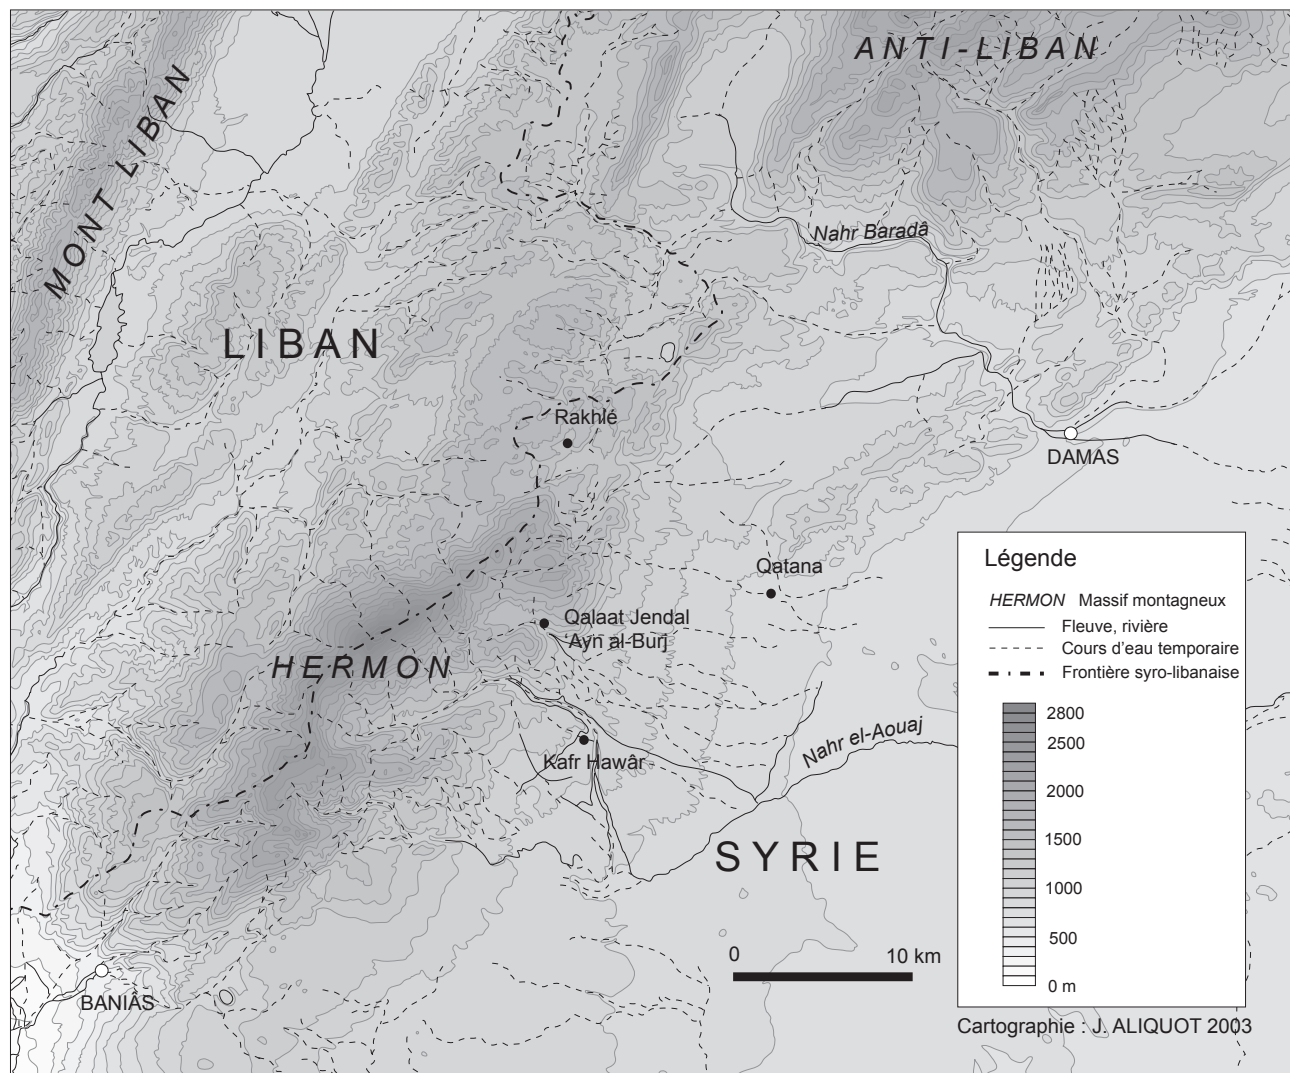 ANTI-LIBAN
MONT LIBAN
Nahr Baradâ
LIBAN
Rakhlé
DAMAS
Qatana
Qalaat Jendal
‘Ayn al-Burj
HERMON
Nahr el-Aouaj
Kafr Hawâr
SYRIE
BANIÂS
0 10 km
Légende
HERMON Massif montagneux
Fleuve, rivière
Cours d'eau temporaire
Frontière syro-libanaise
2800
2500
2000
1500
1000
500
0 m
Cartographie : J. ALIQUOT 2003